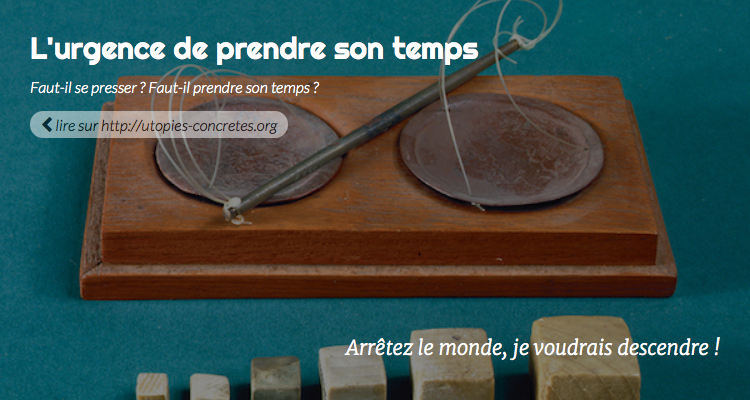 L'urgence de prendre son temps
Faut-il se presser ? Faut-il prendre son temps ?
lire sur http://utopies-concretes.org
Arrêtez le monde, je voudrais descendre !